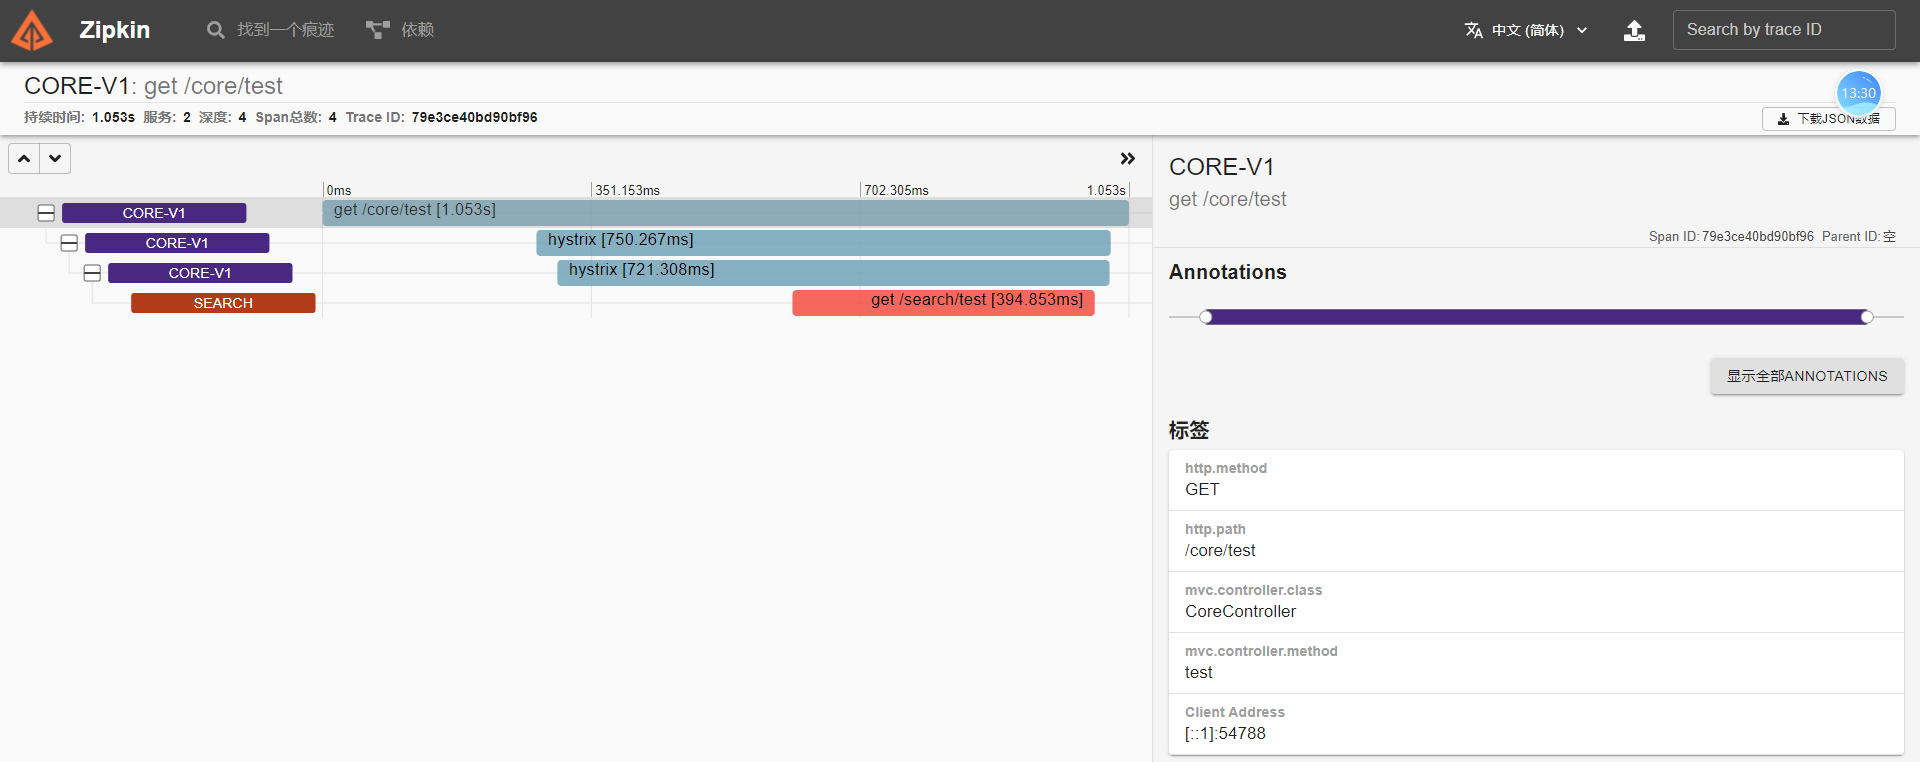 Zipkin
找到一个痕迹
依赖
中文 (简体)
Search by trace ID
CORE-V1: get /core/test
13:30
持续时间: 1.053s 服务: 2 深度: 4 Span总数: 4 Trace ID: 79e3ce40bd90bf96
下载JSON数据
0ms
351.153ms
702.305ms
1.053s
CORE-V1
get /core/test [1.053s]
CORE-V1
hystrix [750.267ms]
CORE-V1
hystrix [721.308ms]
SEARCH
get /search/test [394.853ms]
CORE-V1
get /core/test
Span ID: 79e3ce40bd90bf96 Parent ID: 空
Annotations
显示全部ANNOTATIONS
标签
http.method
GET
http.path
/core/test
mvc.controller.class
CoreController
mvc.controller.method
test
Client Address
[::1]:54788